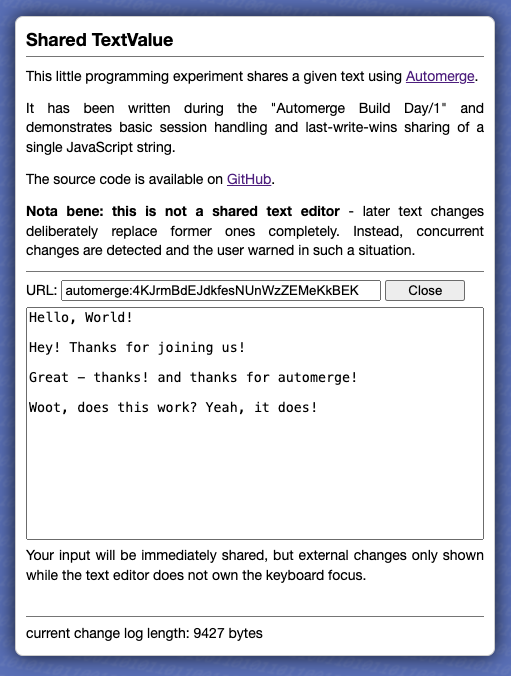 Shared TextValue
This little programming experiment shares a given text using Automerge.
It has been written during the "Automerge Build Day/1" and
demonstrates basic session handling and last-write-wins sharing of a
single JavaScript string.
The source code is available on GitHub.
Nota bene: this is not a shared text editor - later text changes
deliberately replace former ones completely. Instead, concurrent
changes are detected and the user warned in such a situation.
URL: automerge:4KJrmBdEJdkfesNUnWzZEMeKkBEK Close
Hello, World!
Hey! Thanks for joining us!
Great – thanks! and thanks for automerge!
Woot, does this work? Yeah, it does!
Your input will be immediately shared, but external changes only shown
while the text editor does not own the keyboard focus.
current change log length: 9427 bytes